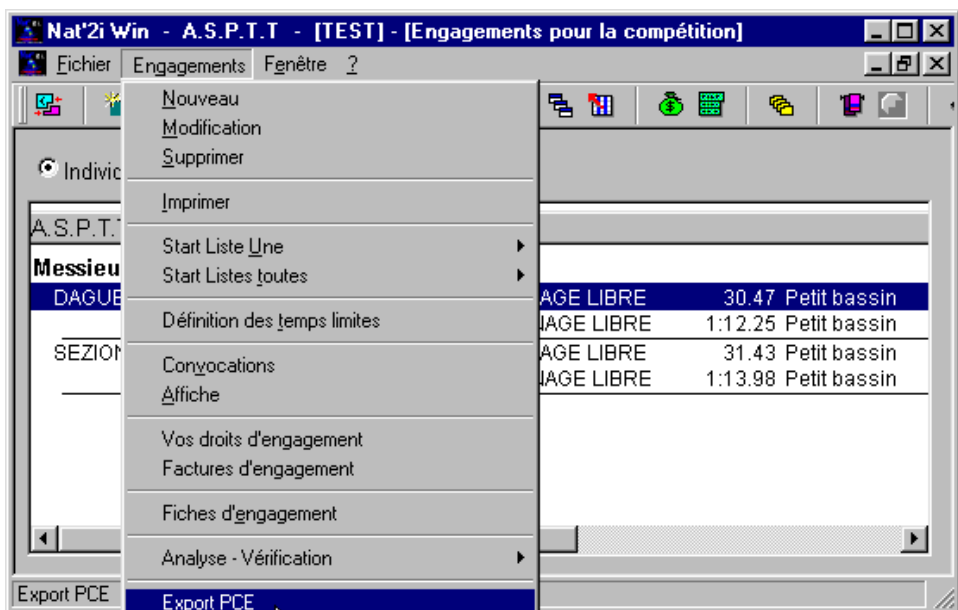 Nat'2i Win - A.S.P.T.T - [TEST] - [Engagements pour la compétition]
Fichier Engagements Fenêtre ?
Nouveau
Modification
Supprimer
Imprimer
Start Liste Une
Start Listes toutes
Définition des temps limites
Convocations
Affiche
Vos droits d'engagement
Factures d'engagement
Fiches d'engagement
Analyse - Vérification
Export PCE
Individ
A.S.P.T.T
Messieu
DAGUE AGE LIBRE 30.47 Petit bassin
NAGE LIBRE 1:12.25 Petit bassin
SEZION AGE LIBRE 31.43 Petit bassin
NAGE LIBRE 1:13.98 Petit bassin
Export PCE